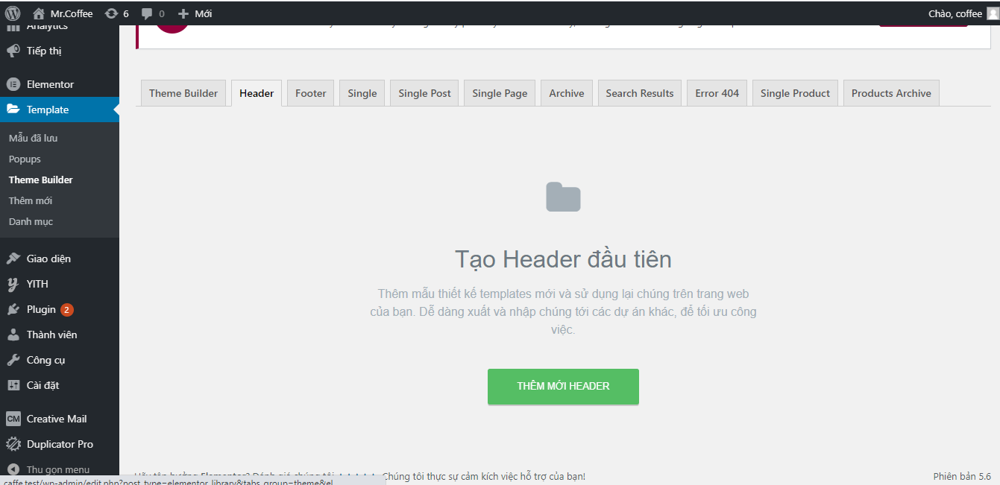 Mr.Coffee 6 0 Mới Chào, coffee
Analytics
Tiếp thị
Elementor
Template
Mẫu đã lưu
Popups
Theme Builder
Thêm mới
Danh mục
Giao diện
YITH
Plugin 2
Thành viên
Công cụ
Cài đặt
CM Creative Mail
Duplicator Pro
Thu gọn menu
Theme Builder Header Footer Single Single Post Single Page Archive Search Results Error 404 Single Product Products Archive
Tạo Header đầu tiên
Thêm mẫu thiết kế templates mới và sử dụng lại chúng trên trang web
của bạn. Dễ dàng xuất và nhập chúng tới các dự án khác, để tối ưu công
việc.
THÊM MỚI HEADER
Elementor? Đánh giá chúng tôi ★★★★★ Chúng tôi thực sự cảm kích việc hỗ trợ của bạn! Phiên bản 5.6
caffe.test/wp-admin/edit.php?post_type=elementor_library&tabs_group=theme&el